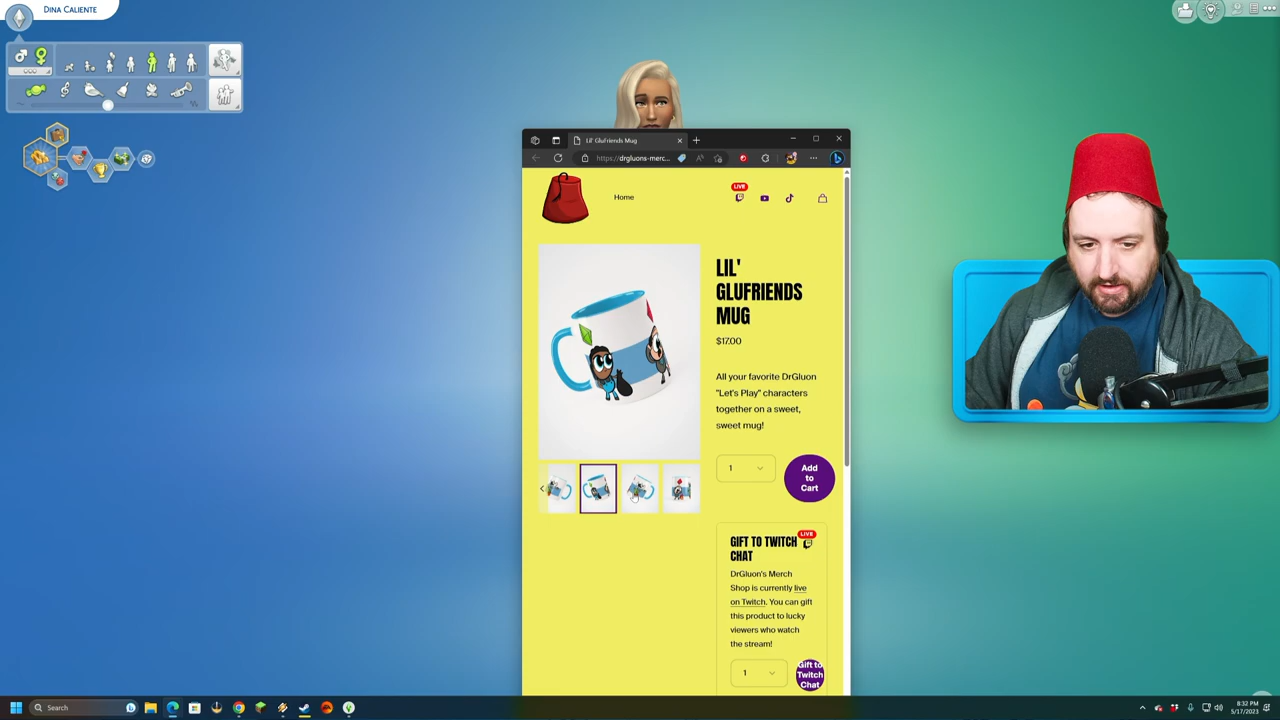 DINA CALIENTE
Lil' GluFriends Mug
https://drgluons-merc...
Home
LIVE
LIL'
GLUFRIENDS
MUG
$17.00
All your favorite DrGluon
"Let's Play" characters
together on a sweet,
sweet mug!
1
Add
to
Cart
GIFT TO TWITCH
CHAT
LIVE
DrGluon's Merch
Shop is currently live
on Twitch. You can gift
this product to lucky
viewers who watch
the stream!
1
Gift to
Twitch
Chat
Search
8:32 PM
5/17/2023